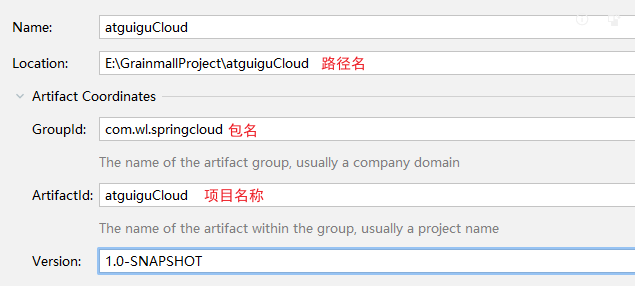 Name: atguiguCloud
Location: E:\GrainmallProject\atguiguCloud 路径名
Artifact Coordinates
GroupId: com.wl.springcloud 包名
The name of the artifact group, usually a company domain
ArtifactId: atguiguCloud 项目名称
The name of the artifact within the group, usually a project name
Version: 1.0-SNAPSHOT